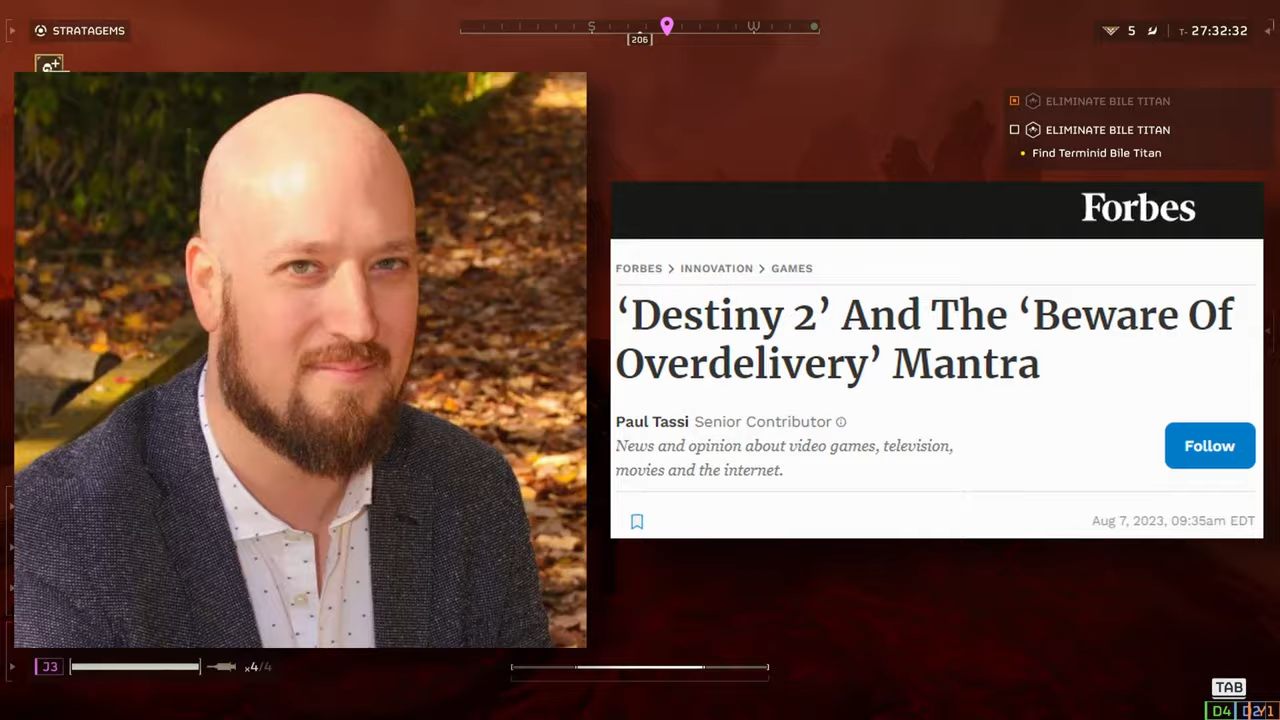 STRATAGEMS
S
W
206
5
T- 27:32:32
ELIMINATE BILE TITAN
ELIMINATE BILE TITAN
Find Terminid Bile Titan
Forbes
FORBES > INNOVATION > GAMES
‘Destiny 2’ And The ‘Beware Of
Overdelivery’ Mantra
Paul Tassi Senior Contributor
News and opinion about video games, television,
movies and the internet.
Follow
Aug 7, 2023, 09:35am EDT
J3
x4/4
TAB
D4